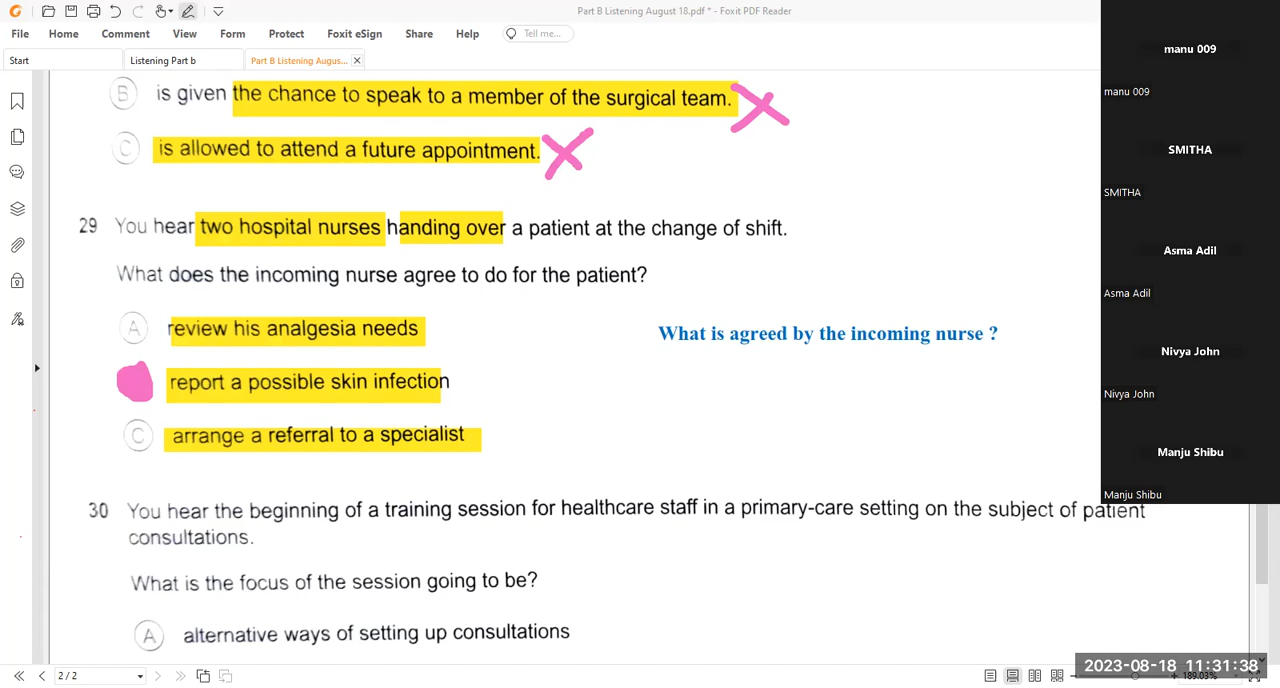 Part B Listening August 18.pdf * - Foxit PDF Reader
File Home Comment View Form Protect Foxit eSign Share Help Tell me...
Start Listening Part b Part B Listening Augus...
B is given the chance to speak to a member of the surgical team.
C is allowed to attend a future appointment.
29 You hear two hospital nurses handing over a patient at the change of shift.
What does the incoming nurse agree to do for the patient?
A review his analgesia needs
What is agreed by the incoming nurse ?
report a possible skin infection
C arrange a referral to a specialist
30 You hear the beginning of a training session for healthcare staff in a primary-care setting on the subject of patient
consultations.
What is the focus of the session going to be?
A alternative ways of setting up consultations
manu 009
manu 009
SMITHA
SMITHA
Asma Adil
Asma Adil
Nivya John
Nivya John
Manju Shibu
Manju Shibu
2 / 2
189.03%
2023-08-18 11:31:38